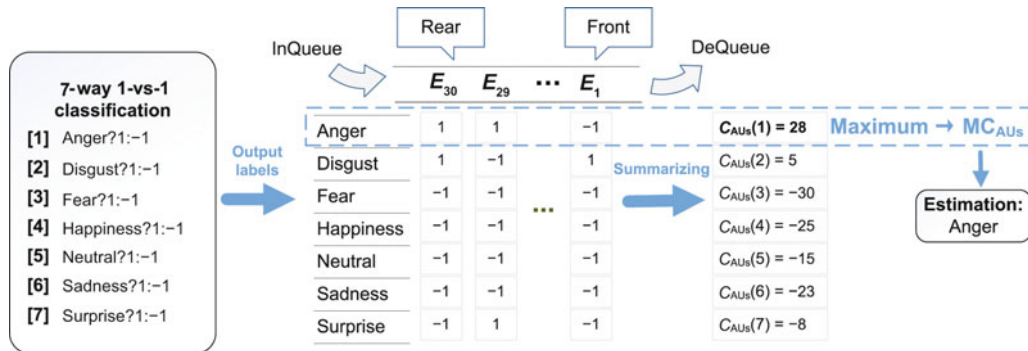 7-way 1-vs-1
classification
[1] Anger?1:−1
[2] Disgust?1:−1
[3] Fear?1:−1
[4] Happiness?1:−1
[5] Neutral?1:−1
[6] Sadness?1:−1
[7] Surprise?1:−1
Output
labels
InQueue
Rear
Front
DeQueue
E30 E29 ••• E1
Anger 1 1 −1
Disgust 1 −1 1
Fear −1 −1 −1
•••
Happiness −1 −1 −1
Neutral −1 −1 −1
Sadness −1 −1 −1
Surprise −1 1 −1
Summarizing
CAUs(1) = 28
CAUs(2) = 5
CAUs(3) = −30
CAUs(4) = −25
CAUs(5) = −15
CAUs(6) = −23
CAUs(7) = −8
Maximum → MCAUs
Estimation:
Anger